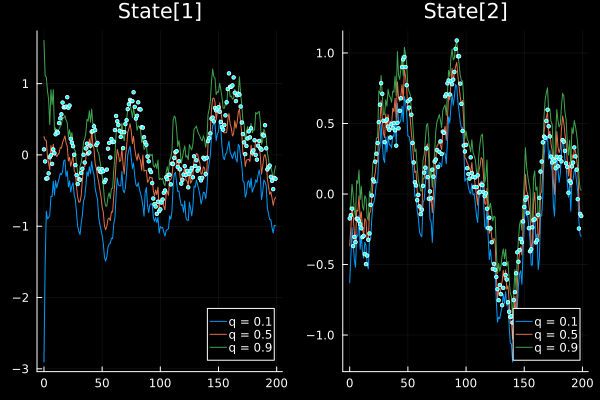 State[1]
1
0
−1
−2
−3
0
50
100
150
200
q = 0.1
q = 0.5
q = 0.9
State[2]
1.0
0.5
0.0
−0.5
−1.0
0
50
100
150
200
q = 0.1
q = 0.5
q = 0.9